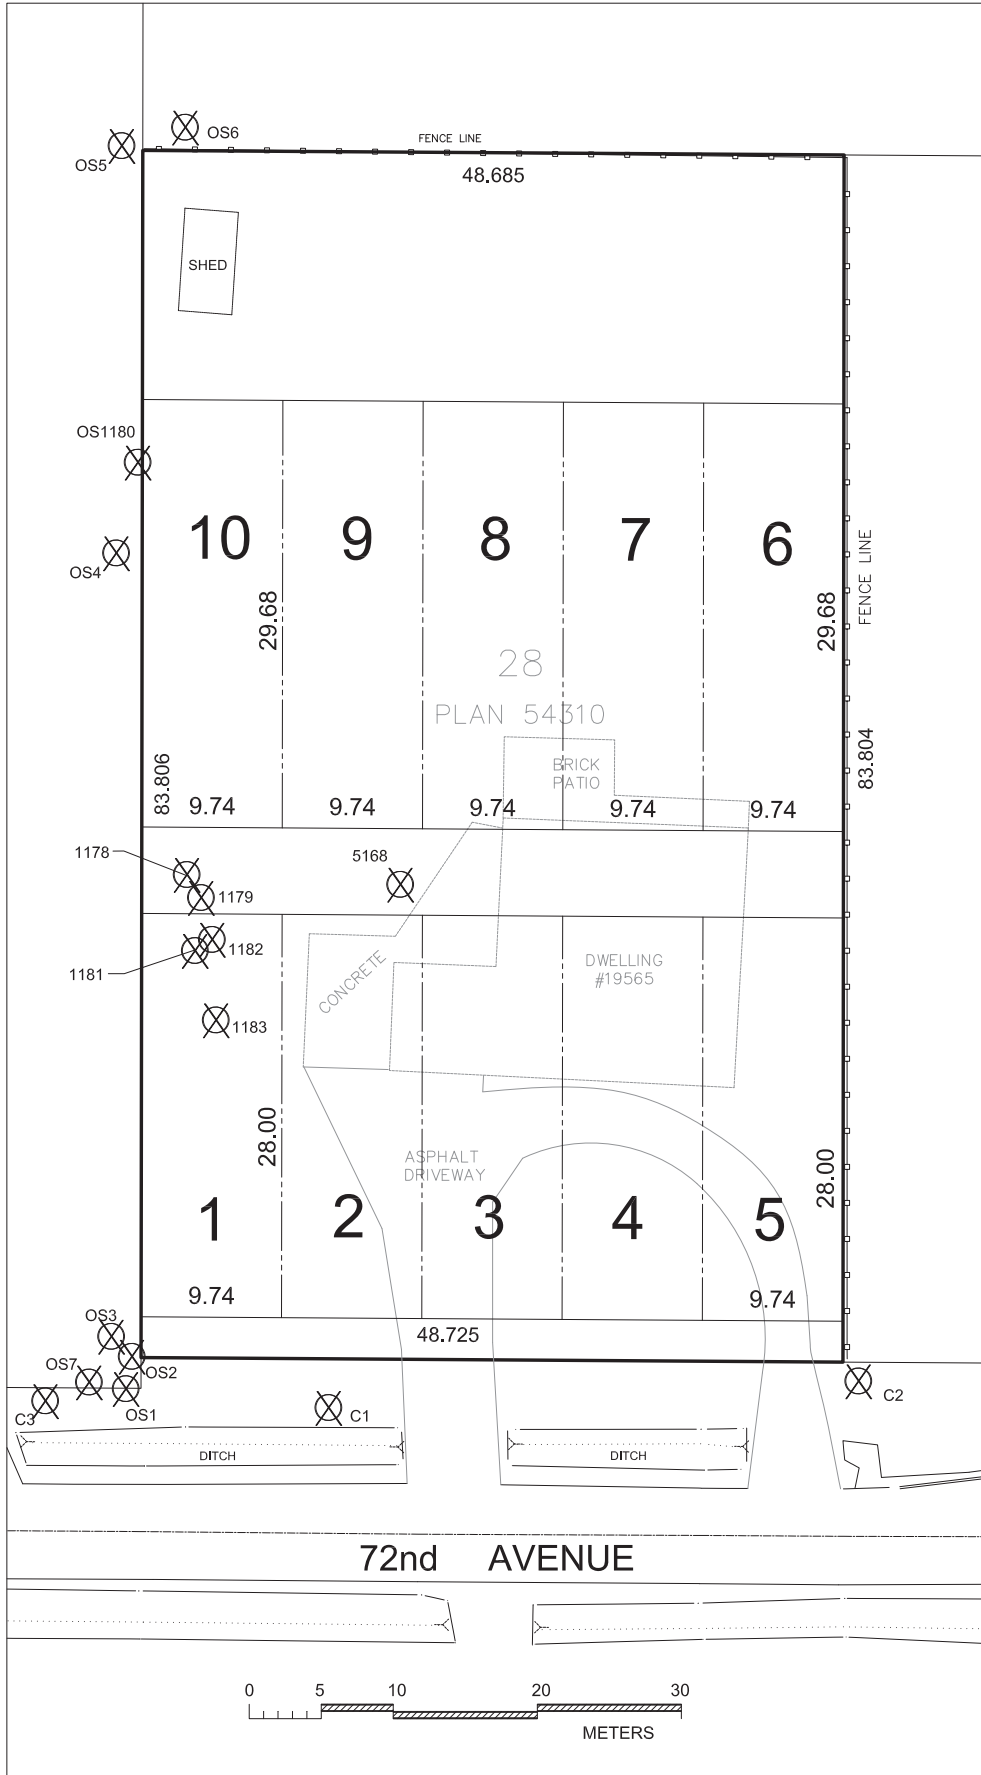 OS6
FENCE LINE
OS5
48.685
SHED
OS1180
10
9
8
7
6
OS4
FENCE LINE
29.68
29.68
28
PLAN 54310
83.806
83.804
BRICK
PATIO
9.74
9.74
9.74
9.74
9.74
1178
5168
1179
1182
1181
CONCRETE
DWELLING
#19565
1183
28.00
28.00
ASPHALT
DRIVEWAY
1
2
3
4
5
9.74
9.74
OS3
48.725
OS2
OS7
OS1
C3
C1
C2
DITCH
DITCH
72nd AVENUE
0 5 10 20 30
METERS